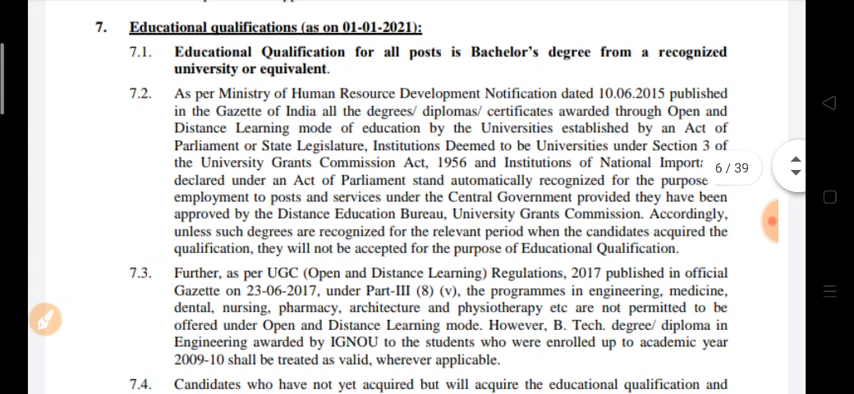 7. Educational qualifications (as on 01-01-2021):
7.1. Educational Qualification for all posts is Bachelor's degree from a recognized
university or equivalent.
7.2. As per Ministry of Human Resource Development Notification dated 10.06.2015 published
in the Gazette of India all the degrees/ diplomas/ certificates awarded through Open and
Distance Learning mode of education by the Universities established by an Act of
Parliament or State Legislature, Institutions Deemed to be Universities under Section 3 of
the University Grants Commission Act, 1956 and Institutions of National
6 / 39
declared under an Act of Parliament stand automatically recognized for the purpose
employment to posts and services under the Central Government provided they have been
approved by the Distance Education Bureau, University Grants Commission. Accordingly,
unless such degrees are recognized for the relevant period when the candidates acquired the
qualification, they will not be accepted for the purpose of Educational Qualification.
7.3. Further, as per UGC (Open and Distance Learning) Regulations, 2017 published in official
Gazette on 23-06-2017, under Part-III (8) (v), the programmes in engineering, medicine,
dental, nursing, pharmacy, architecture and physiotherapy etc are not permitted to be
offered under Open and Distance Learning mode. However, B. Tech. degree/ diploma in
Engineering awarded by IGNOU to the students who were enrolled up to academic year
2009-10 shall be treated as valid, wherever applicable.
7.4. Candidates who have not yet acquired but will acquire the educational qualification and